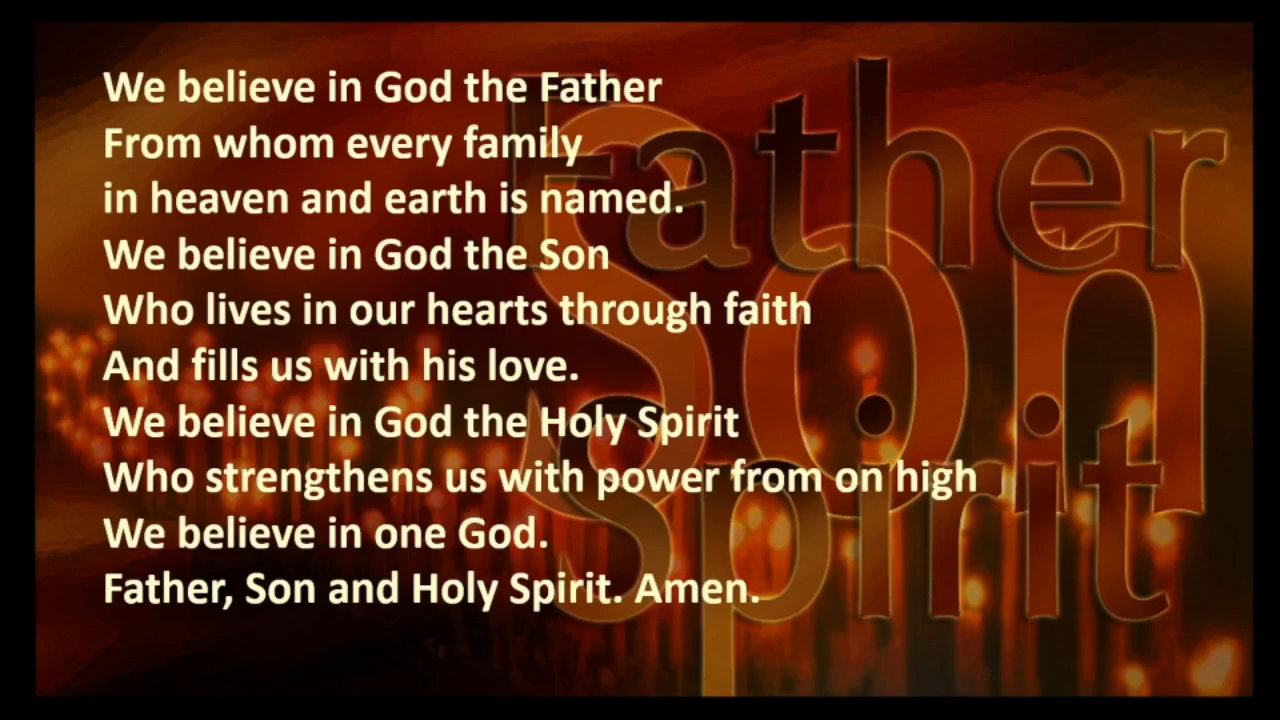 We believe in God the Father
From whom every family
in heaven and earth is named.
We believe in God the Son
Who lives in our hearts through faith
And fills us with his love.
We believe in God the Holy Spirit
Who strengthens us with power from on high
We believe in one God.
Father, Son and Holy Spirit. Amen.
Father
Son
Spirit